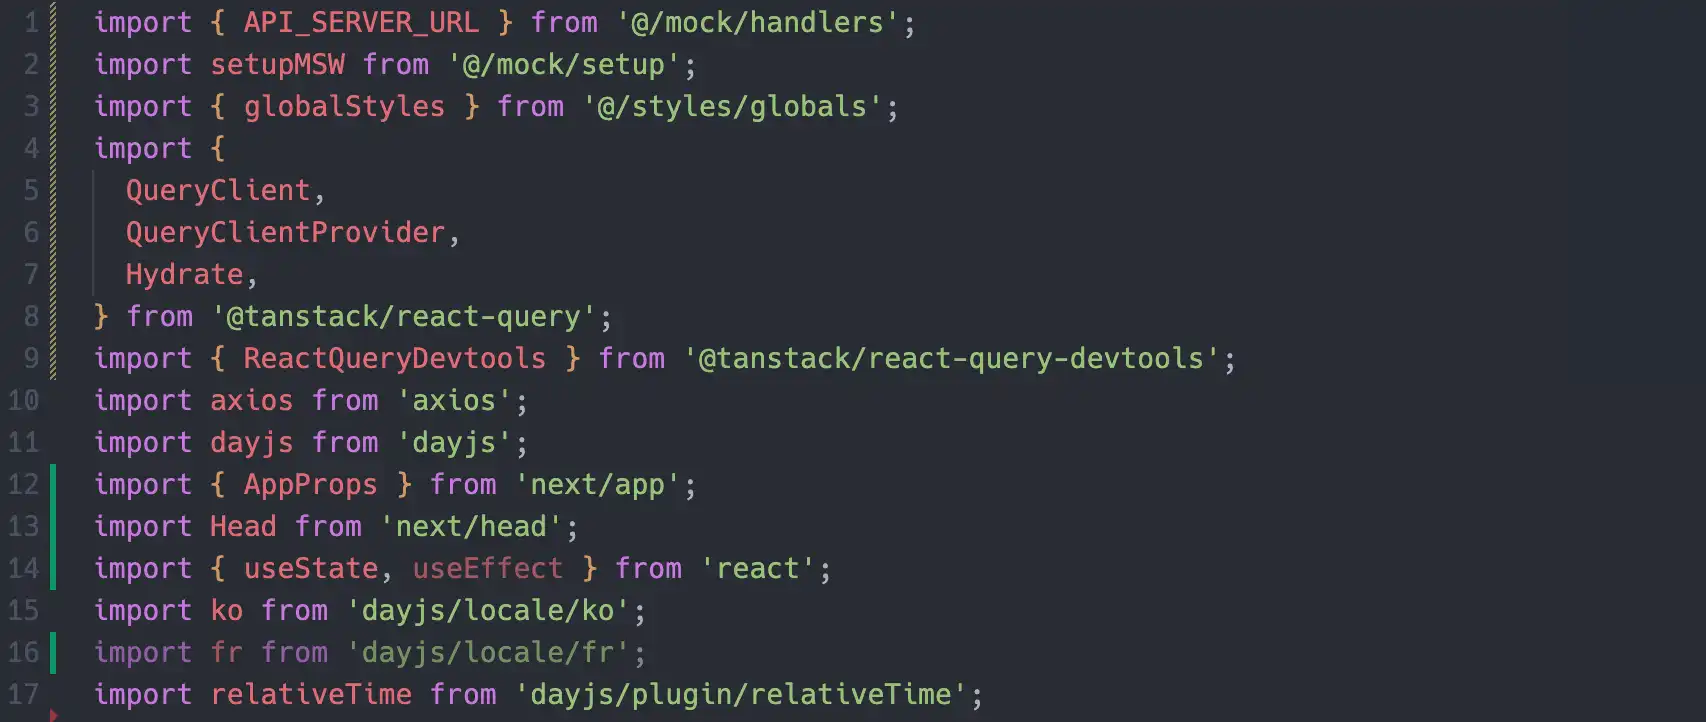 1 import { API_SERVER_URL } from '@/mock/handlers';
2 import setupMSW from '@/mock/setup';
3 import { globalStyles } from '@/styles/globals';
4 import {
5 QueryClient,
6 QueryClientProvider,
7 Hydrate,
8 } from '@tanstack/react-query';
9 import { ReactQueryDevtools } from '@tanstack/react-query-devtools';
10 import axios from 'axios';
11 import dayjs from 'dayjs';
12 import { AppProps } from 'next/app';
13 import Head from 'next/head';
14 import { useState, useEffect } from 'react';
15 import ko from 'dayjs/locale/ko';
16 import fr from 'dayjs/locale/fr';
17 import relativeTime from 'dayjs/plugin/relativeTime';